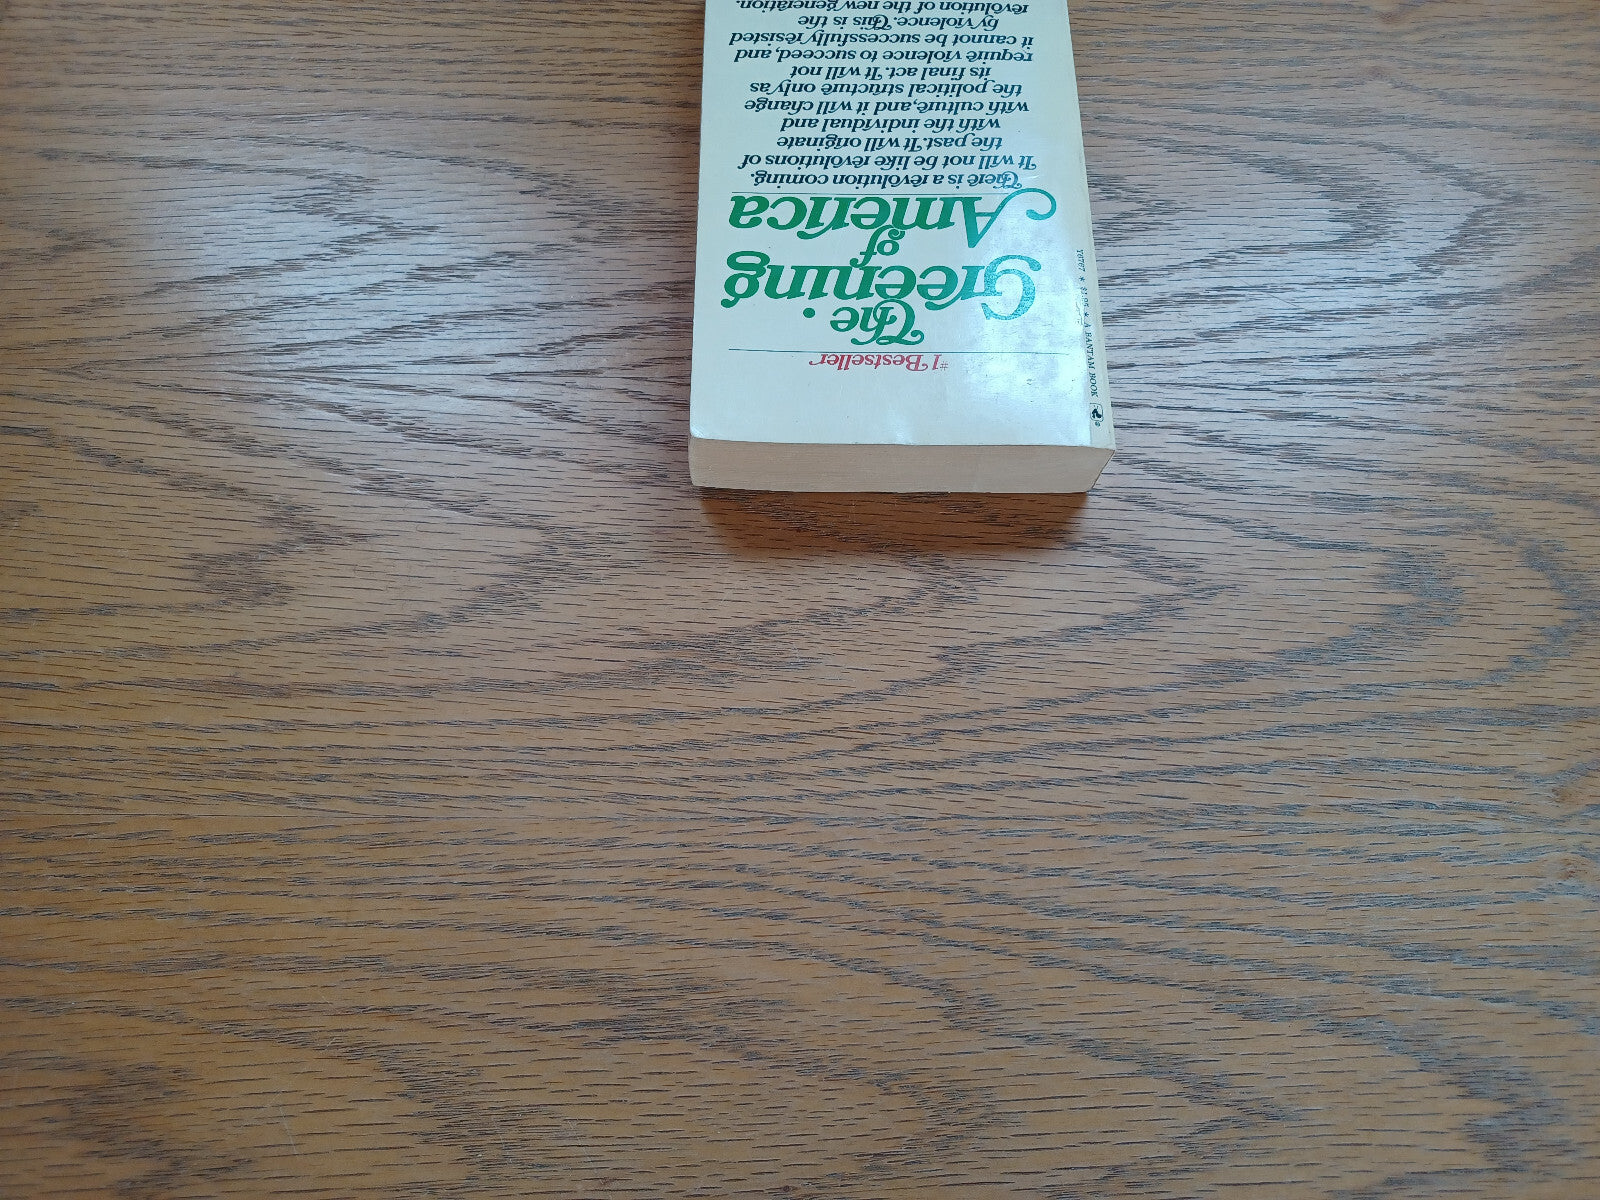 #1 Bestseller
The
Greening
of
America
There is a revolution coming.
It will not be like revolutions of
the past. It will originate
with the individual and
with culture, and it will change
the political structure only as
its final act. It will not
require violence to succeed, and
it cannot be successfully resisted
by violence. This is the
revolution of the new generation.
A BANTAM BOOK